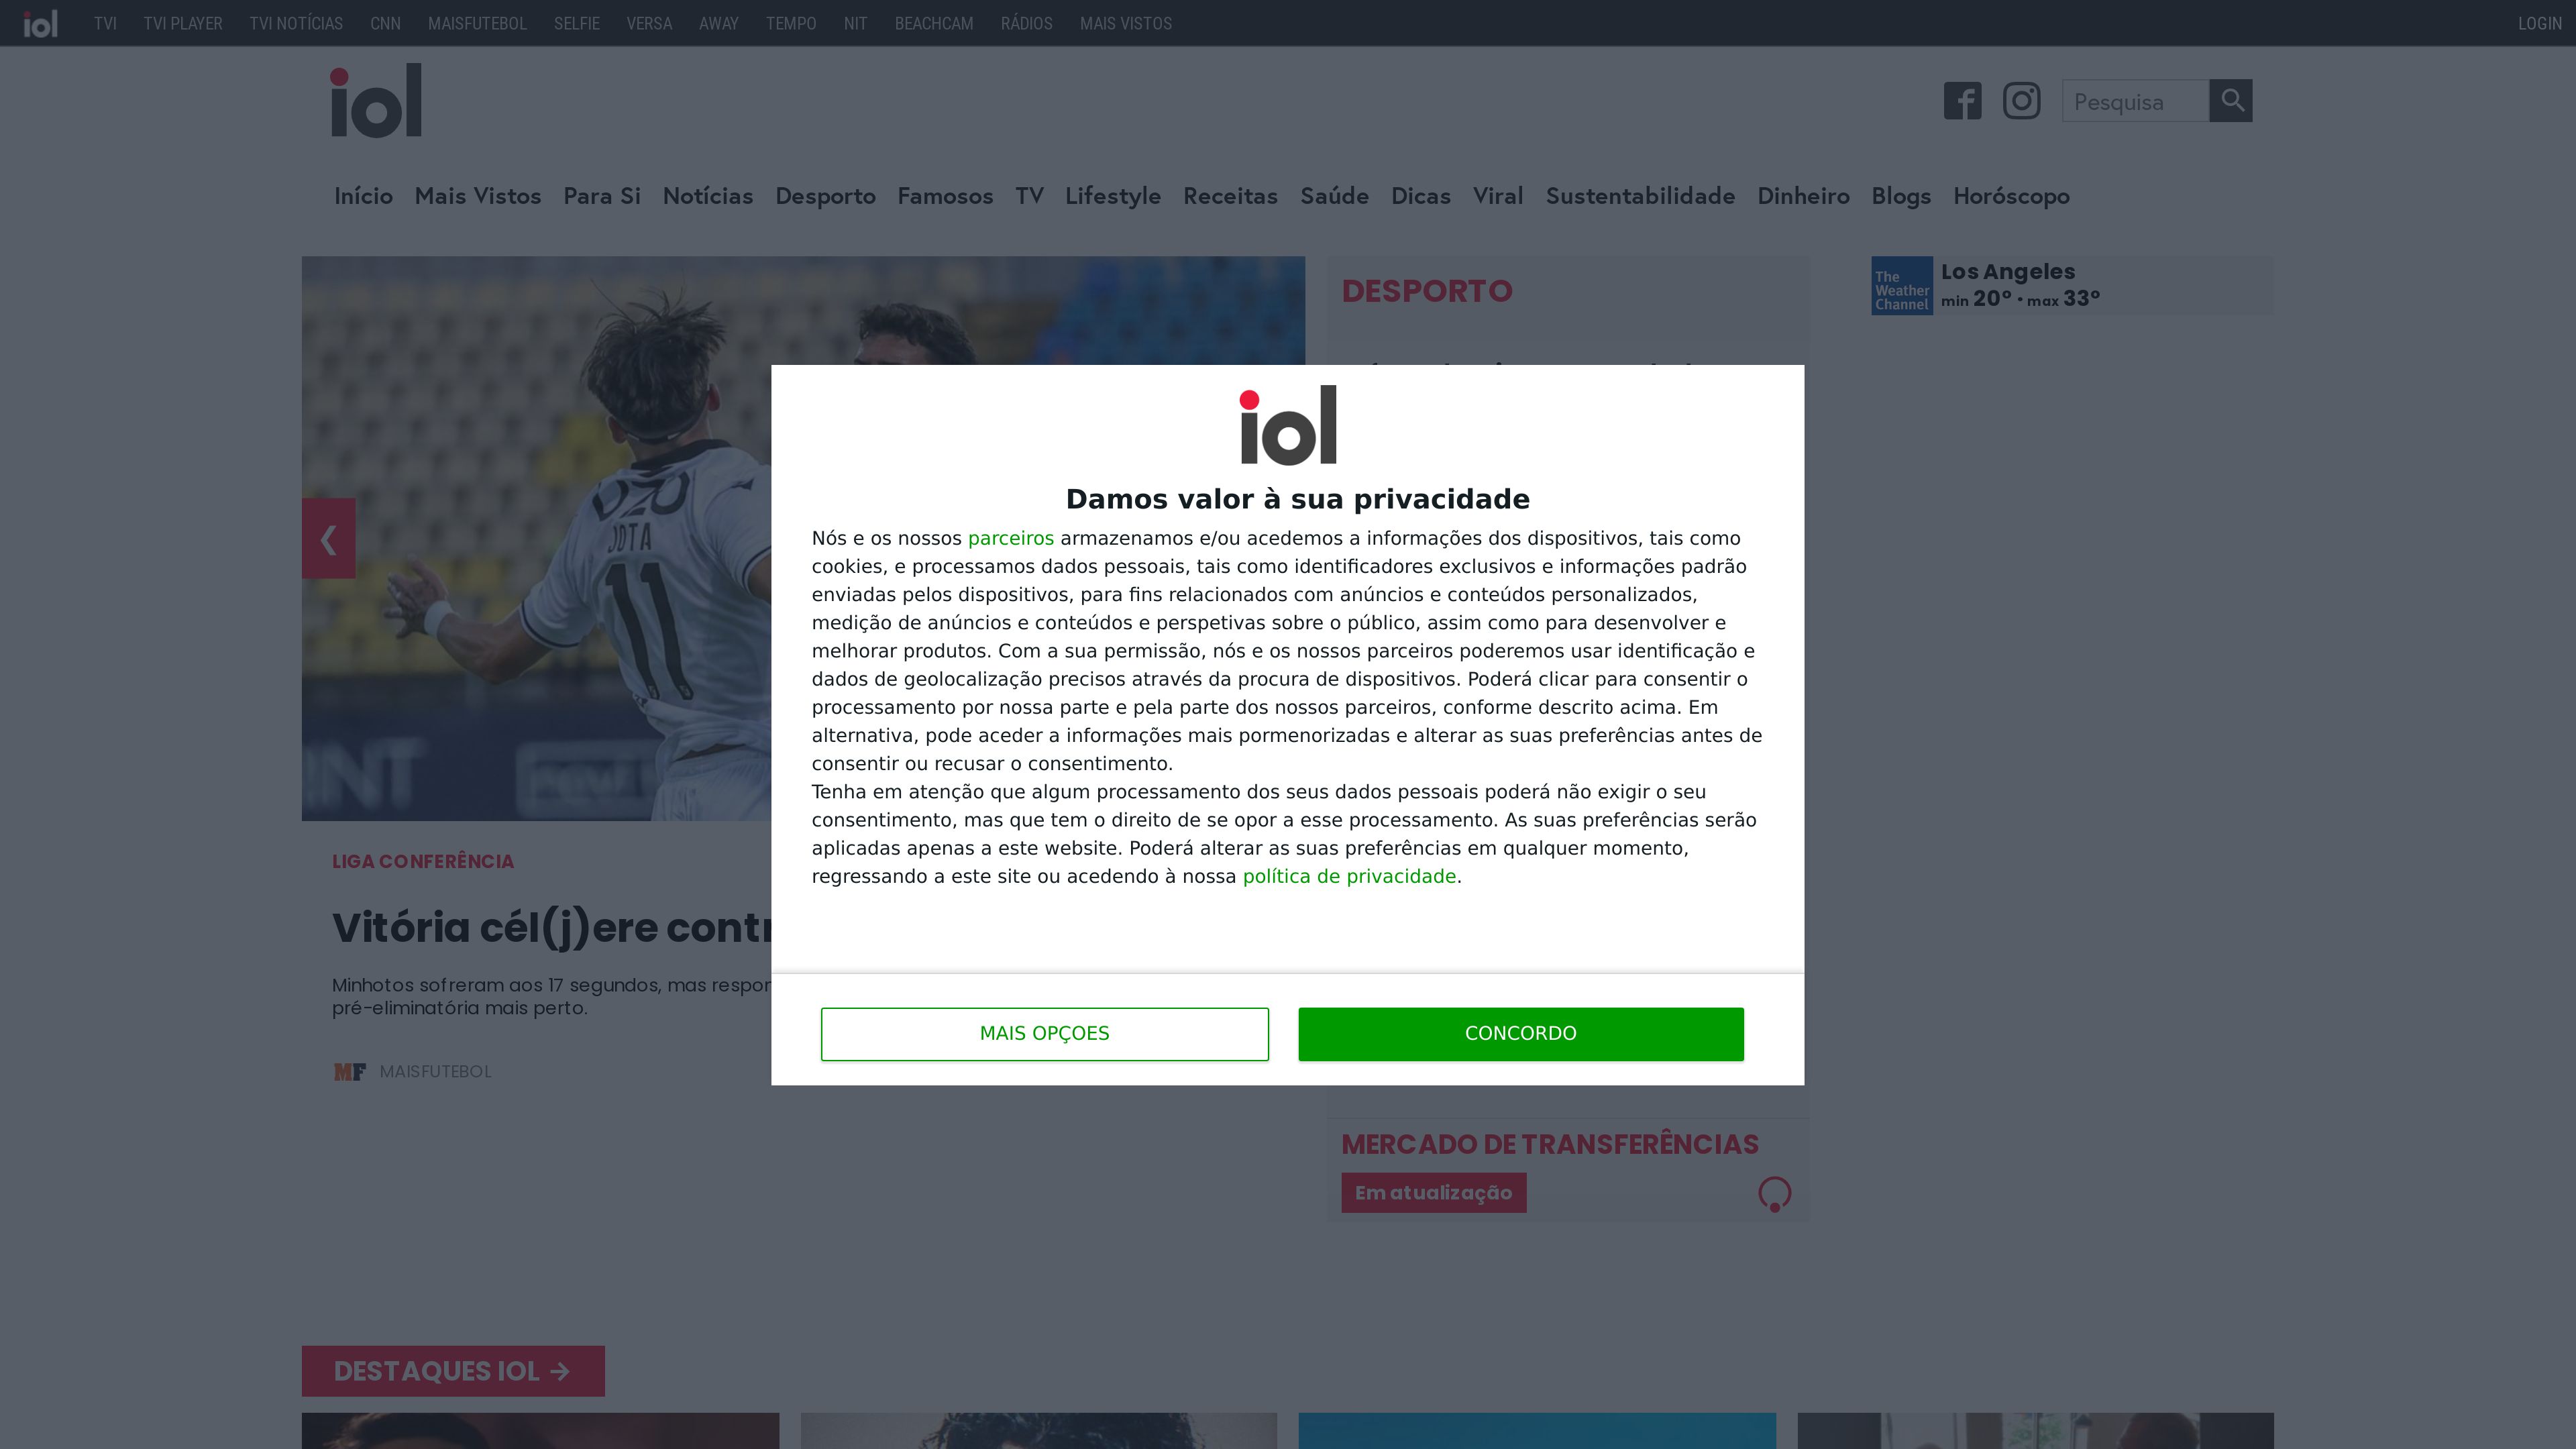 iol TVI TVI PLAYER TVI NOTÍCIAS CNN MAISFUTEBOL SELFIE VERSA AWAY TEMPO NIT BEACHCAM RÁDIOS MAIS VISTOS LOGIN
iol
Pesquisa
Início Mais Vistos Para Si Notícias Desporto Famosos TV Lifestyle Receitas Saúde Dicas Viral Sustentabilidade Dinheiro Blogs Horóscopo
DESPORTO
The Weather Channel
Los Angeles
min 20° • max 33°
JOTA
11
iol
Damos valor à sua privacidade
Nós e os nossos parceiros armazenamos e/ou acedemos a informações dos dispositivos, tais como
cookies, e processamos dados pessoais, tais como identificadores exclusivos e informações padrão
enviadas pelos dispositivos, para fins relacionados com anúncios e conteúdos personalizados,
medição de anúncios e conteúdos e perspetivas sobre o público, assim como para desenvolver e
melhorar produtos. Com a sua permissão, nós e os nossos parceiros poderemos usar identificação e
dados de geolocalização precisos através da procura de dispositivos. Poderá clicar para consentir o
processamento por nossa parte e pela parte dos nossos parceiros, conforme descrito acima. Em
alternativa, pode aceder a informações mais pormenorizadas e alterar as suas preferências antes de
consentir ou recusar o consentimento.
Tenha em atenção que algum processamento dos seus dados pessoais poderá não exigir o seu
consentimento, mas que tem o direito de se opor a esse processamento. As suas preferências serão
aplicadas apenas a este website. Poderá alterar as suas preferências em qualquer momento,
regressando a este site ou acedendo à nossa política de privacidade.
MAIS OPÇOES CONCORDO
LIGA CONFERÊNCIA
Vitória cél(j)ere
Minhotos sofreram aos 17 segundos, mas
pré-eliminatória mais perto.
MF MAISFUTEBOL
MERCADO DE TRANSFERÊNCIAS
Em atualização
DESTAQUES IOL →